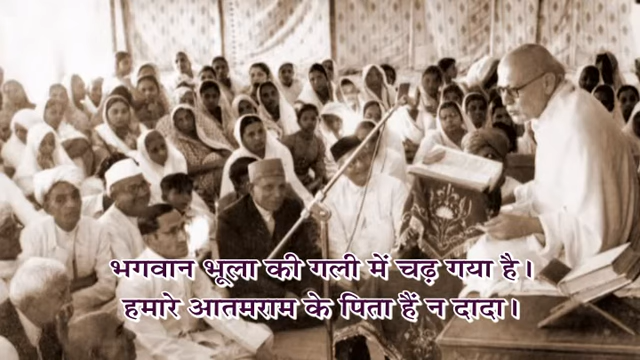 भगवान भूला की गली में चढ़ गया है।
हमारे आतमराम के पिता हैं न दादा।